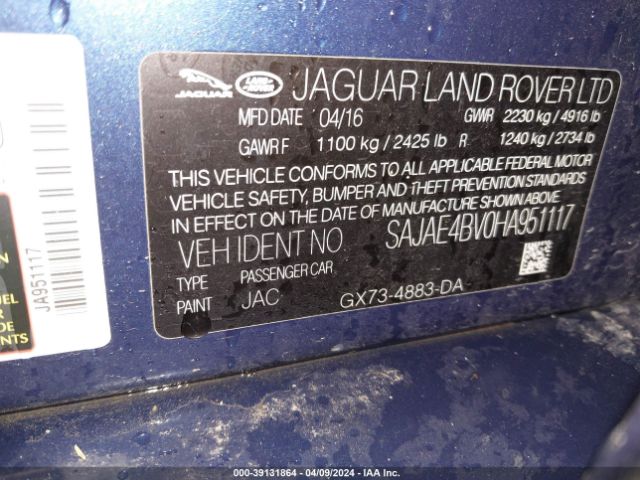 JAGUAR LAND ROVER JAGUAR LAND ROVER LTD
MFD DATE 04/16 GVWR 2230 kg / 4916 lb
GAWR F 1100 kg / 2425 lb R 1240 kg / 2734 lb
THIS VEHICLE CONFORMS TO ALL APPLICABLE FEDERAL MOTOR
VEHICLE SAFETY, BUMPER AND THEFT PREVENTION STANDARDS
IN EFFECT ON THE DATE OF MANUFACTURE SHOWN ABOVE.
VEH IDENT NO. SAJAE4BV0HA951117
TYPE PASSENGER CAR
PAINT JAC GX73-4883-DA
JA951117
000-39131864 / 04/09/2024 / IAA Inc.